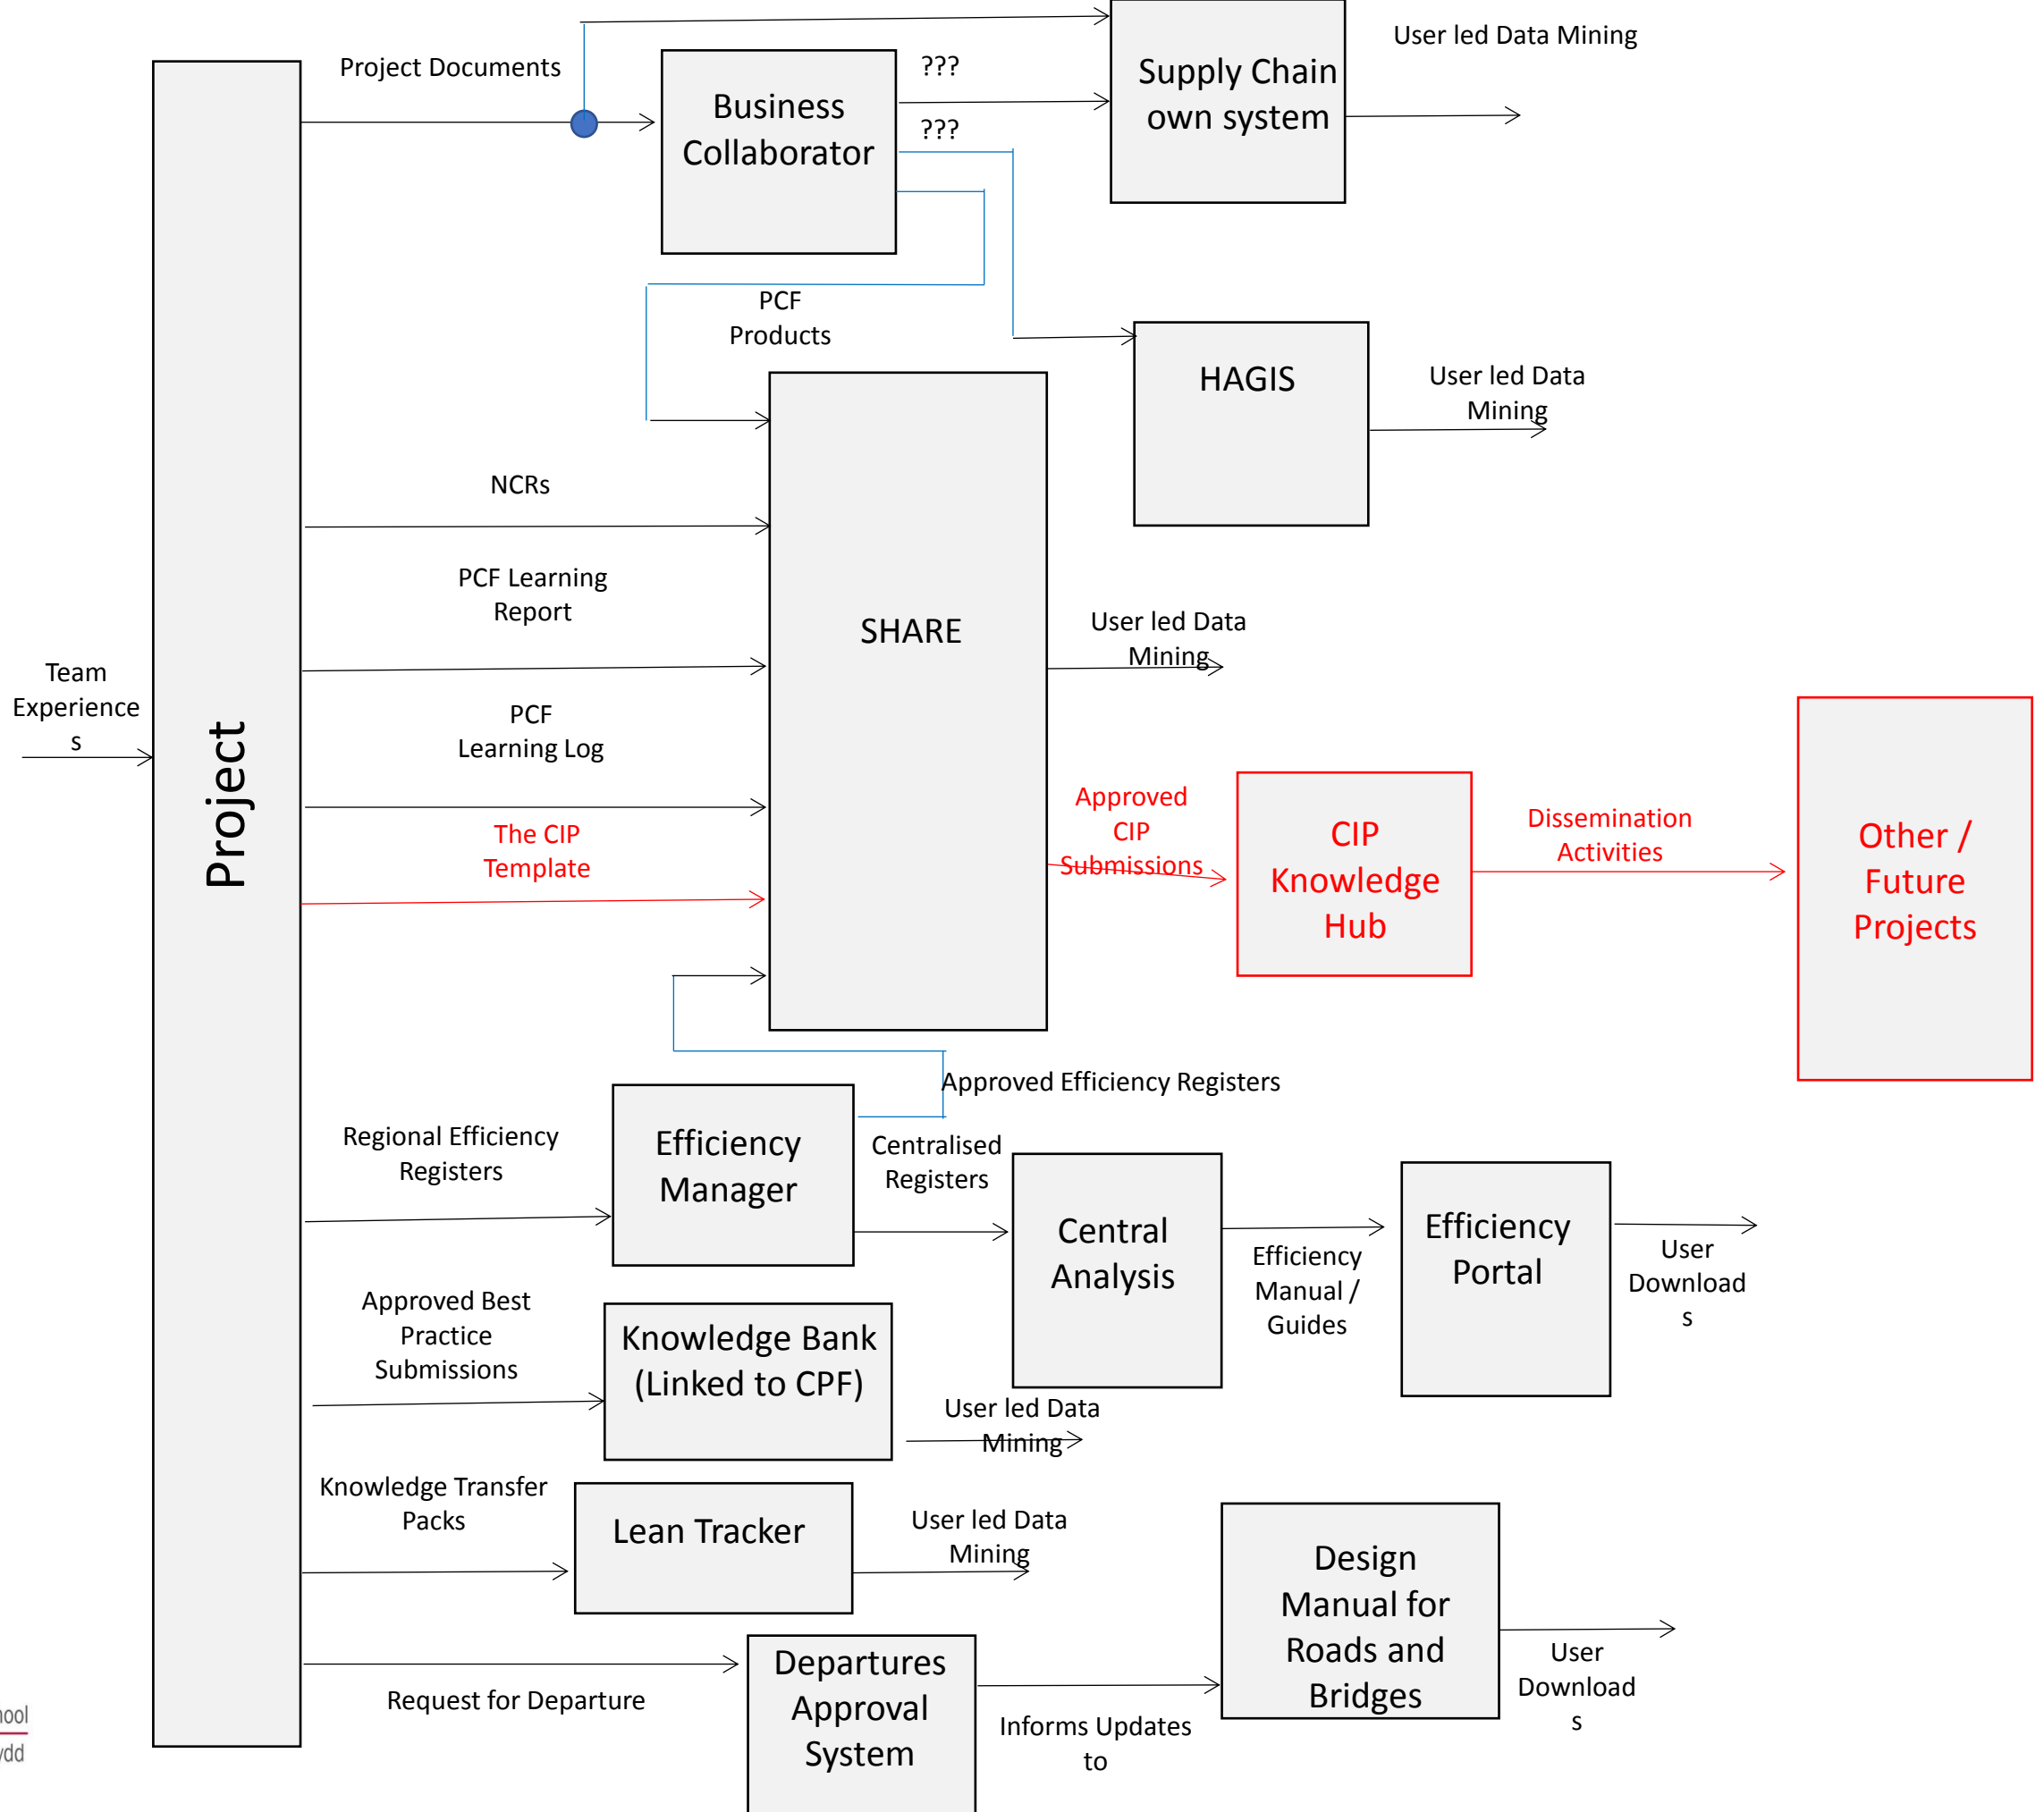 User led Data Mining
Project Documents
???
Supply Chain
own system
Business
Collaborator
???
PCF
Products
HAGIS
User led Data
Mining
NCRs
PCF Learning
Report
SHARE
User led Data
Mining
Team
Experience
s
Project
PCF
Learning Log
The CIP
Template
Approved
CIP
Submissions
CIP
Knowledge
Hub
Dissemination
Activities
Other /
Future
Projects
Approved Efficiency Registers
Regional Efficiency
Registers
Efficiency
Manager
Centralised
Registers
Central
Analysis
Efficiency
Manual /
Guides
Efficiency
Portal
User
Download
s
Approved Best
Practice
Submissions
Knowledge Bank
(Linked to CPF)
User led Data
Mining
Knowledge Transfer
Packs
Lean Tracker
User led Data
Mining
Design
Manual for
Roads and
Bridges
User
Download
s
Request for Departure
Departures
Approval
System
Informs Updates
to